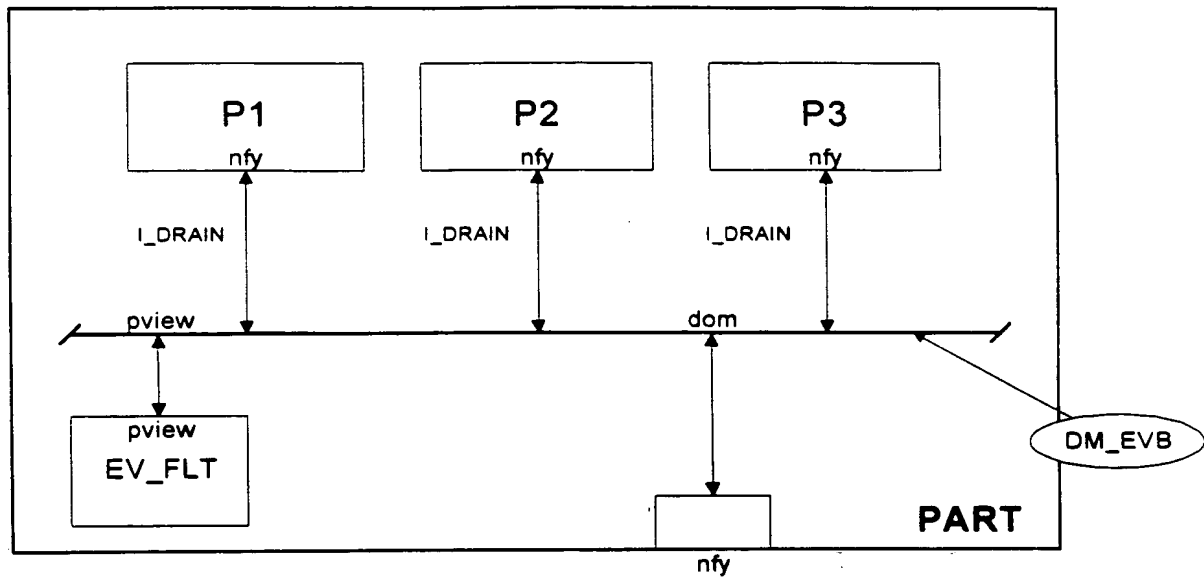 P1 P2 P3
nfy nfy nfy
I_DRAIN I_DRAIN I_DRAIN
pview dom
pview
EV_FLT
DM_EVB
PART
nfy